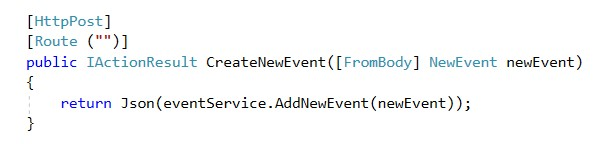 [HttpPost]
[Route ("")]
public IActionResult CreateNewEvent([FromBody] NewEvent newEvent)
{
    return Json(eventService.AddNewEvent(newEvent));
}